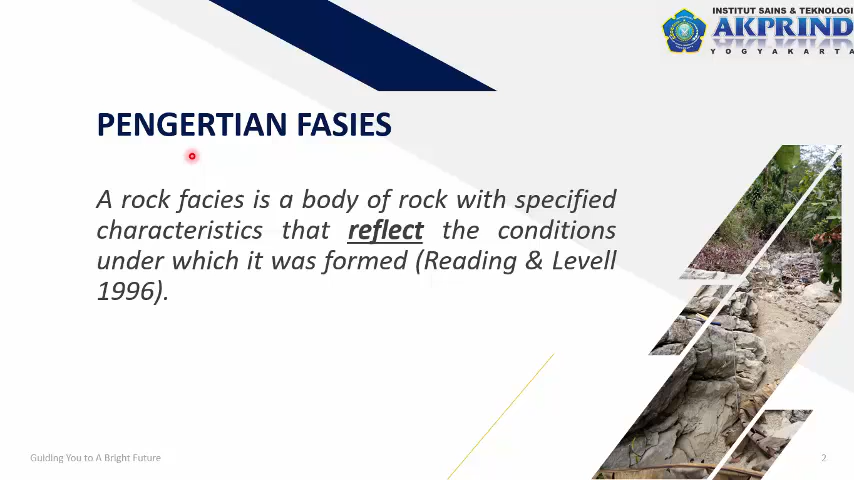 INSTITUT SAINS & TEKNOLOGI
AKPRIND
YOGYAKARTA
PENGERTIAN FASIES
A rock facies is a body of rock with specified
characteristics that reflect the conditions
under which it was formed (Reading & Levell
1996).
Guiding You to A Bright Future
2